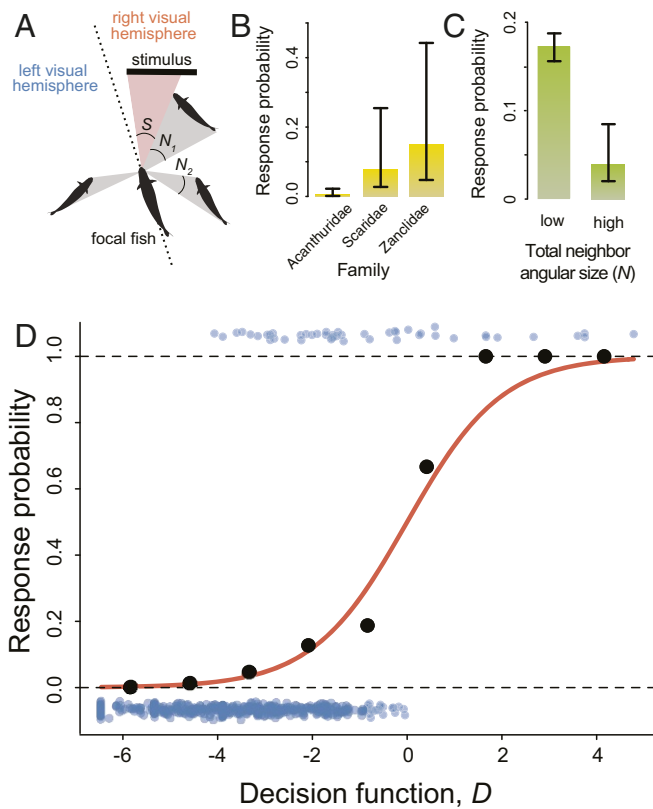 A
right visual
hemisphere
left visual
hemisphere
stimulus
S
N1
N2
focal fish
B
Response probability
0.0
0.2
0.4
Acanthuridae
Scaridae
Zanclidae
Family
C
Response probability
0
0.1
0.2
low
high
Total neighbor
angular size (N)
D
Response probability
0.0
0.2
0.4
0.6
0.8
1.0
-6
-4
-2
0
2
4
Decision function, D